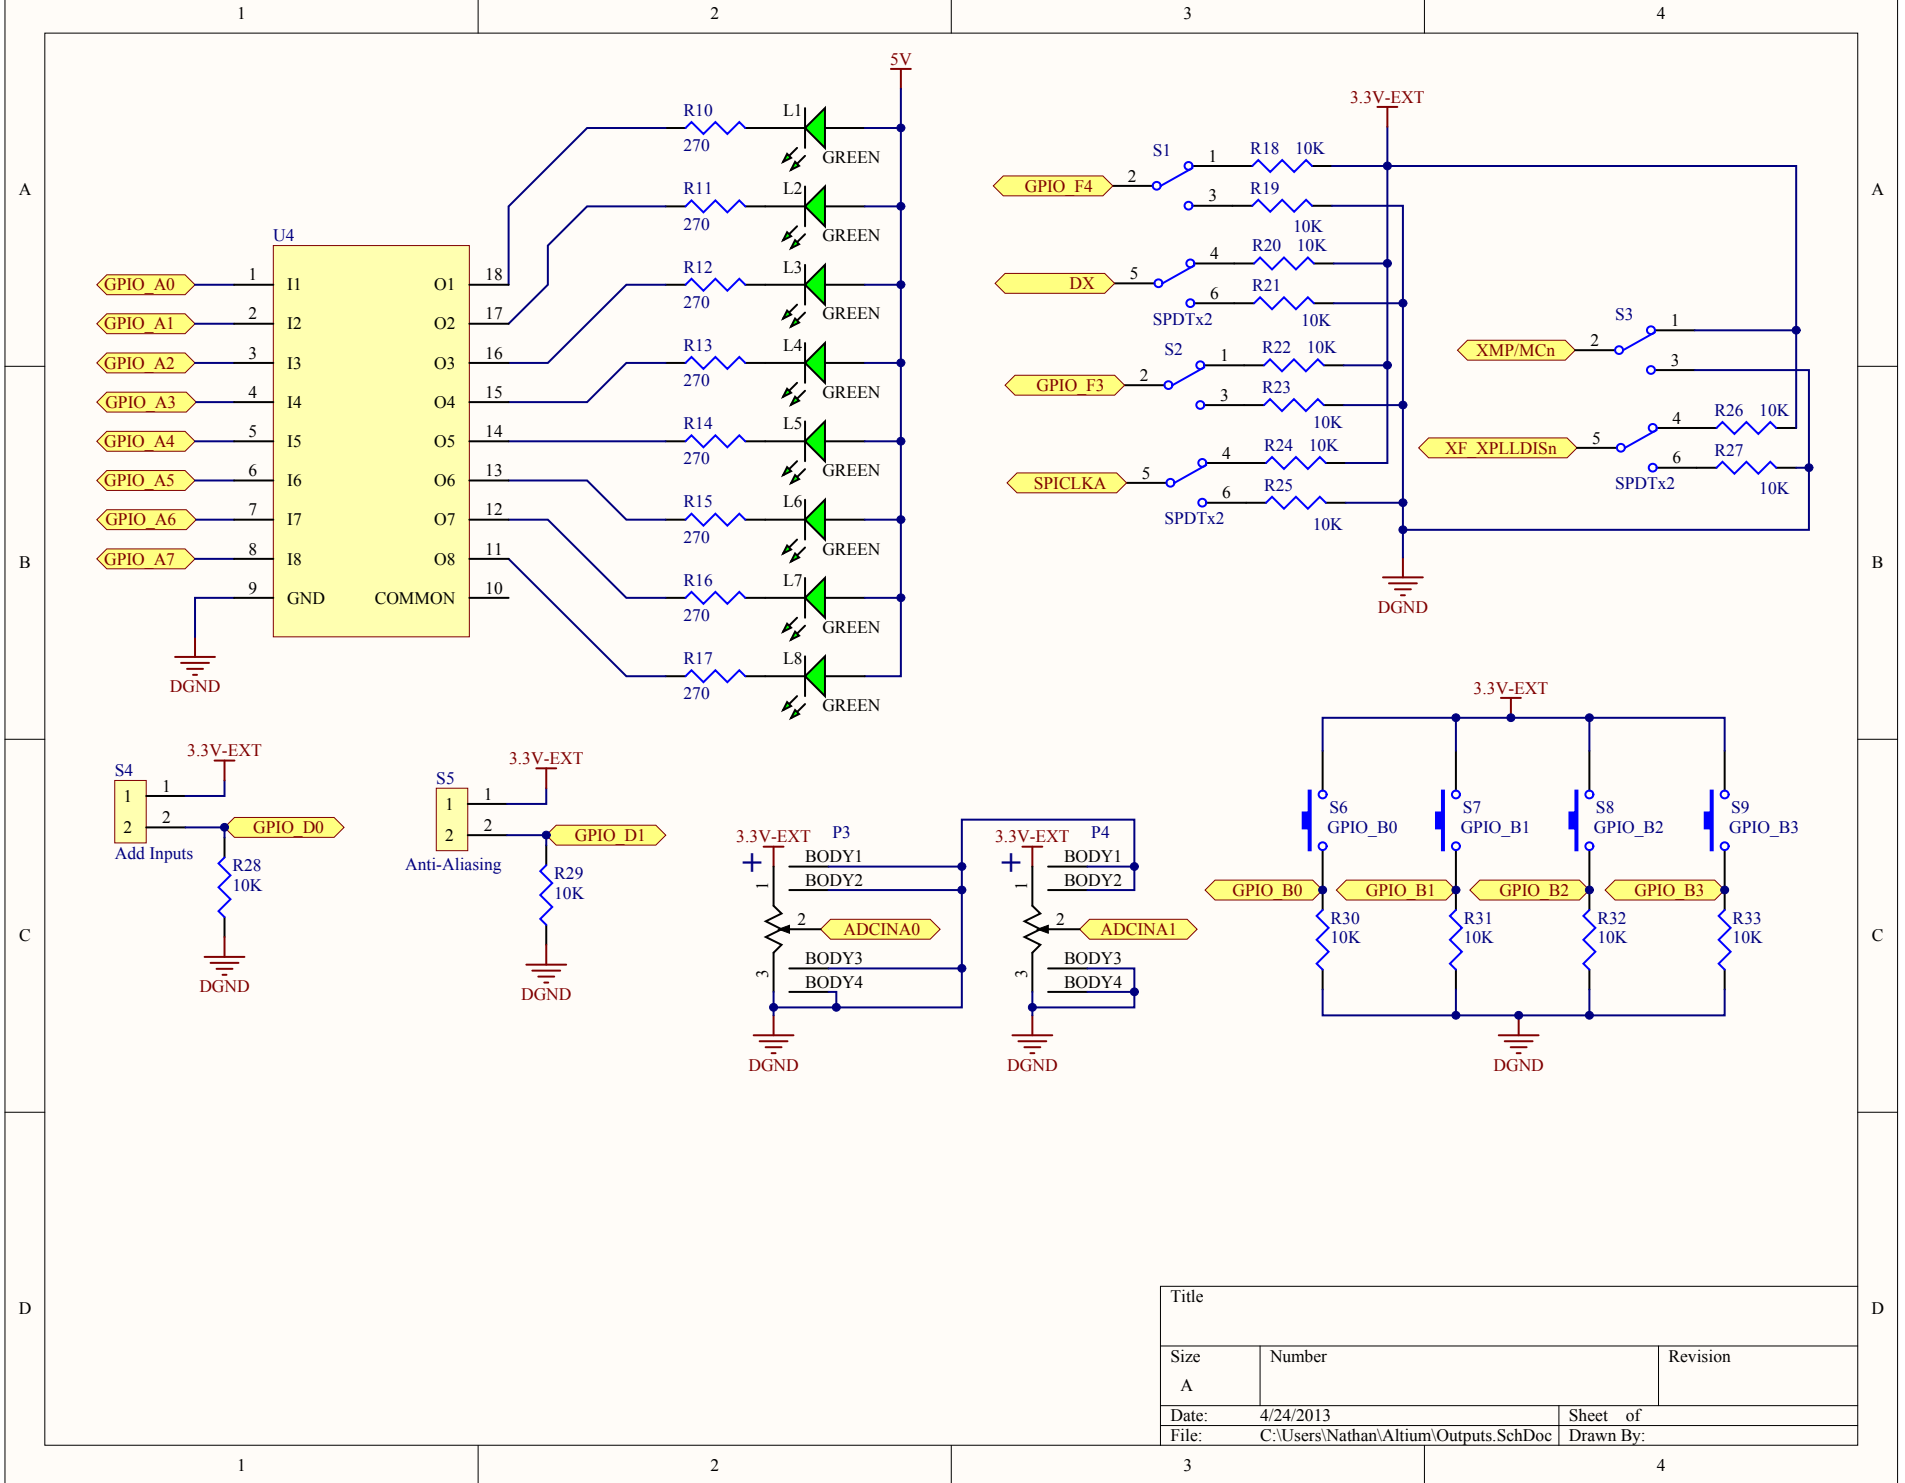 1 2 3 4
A A
B B
C C
D D
1 2 3 4
5V
U4
GPIO_A0 1 I1 O1 18
GPIO_A1 2 I2 O2 17
GPIO_A2 3 I3 O3 16
GPIO_A3 4 I4 O4 15
GPIO_A4 5 I5 O5 14
GPIO_A5 6 I6 O6 13
GPIO_A6 7 I7 O7 12
GPIO_A7 8 I8 O8 11
9 GND COMMON 10
DGND
R10 270 L1 GREEN
R11 270 L2 GREEN
R12 270 L3 GREEN
R13 270 L4 GREEN
R14 270 L5 GREEN
R15 270 L6 GREEN
R16 270 L7 GREEN
R17 270 L8 GREEN
3.3V-EXT
S1
GPIO_F4 2 1 R18 10K
3 R19 10K
DX 5 4 R20 10K
6 R21 10K
SPDTx2
S2
GPIO_F3 2 1 R22 10K
3 R23 10K
SPICLKA 5 4 R24 10K
6 R25 10K
SPDTx2
DGND
S3
XMP/MCn 2 1
3
XF_XPLLDISn 5 4 R26 10K
6 R27 10K
SPDTx2
S4
3.3V-EXT
1 1
2 2 GPIO_D0
Add Inputs
R28
10K
DGND
S5
3.3V-EXT
1 1
2 2 GPIO_D1
Anti-Aliasing
R29
10K
DGND
3.3V-EXT P3
BODY1
BODY2
1
2 ADCINA0
3
BODY3
BODY4
DGND
3.3V-EXT P4
BODY1
BODY2
1
2 ADCINA1
3
BODY3
BODY4
DGND
3.3V-EXT
S6 S7 S8 S9
GPIO_B0 GPIO_B1 GPIO_B2 GPIO_B3
GPIO_B0 GPIO_B1 GPIO_B2 GPIO_B3
R30 R31 R32 R33
10K 10K 10K 10K
DGND
Title
Size Number Revision
A
Date: 4/24/2013 Sheet of
File: C:\Users\Nathan\Altium\Outputs.SchDoc Drawn By: